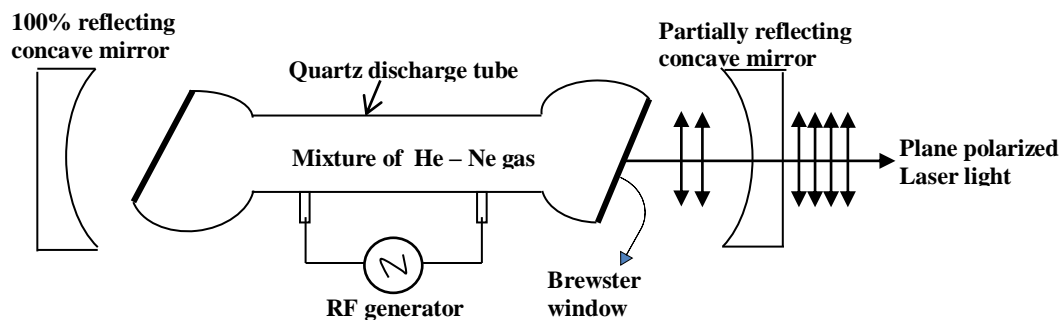 100% reflecting
concave mirror
Partially reflecting
concave mirror
Quartz discharge tube
Mixture of He – Ne gas
Plane polarized
Laser light
Brewster
window
RF generator